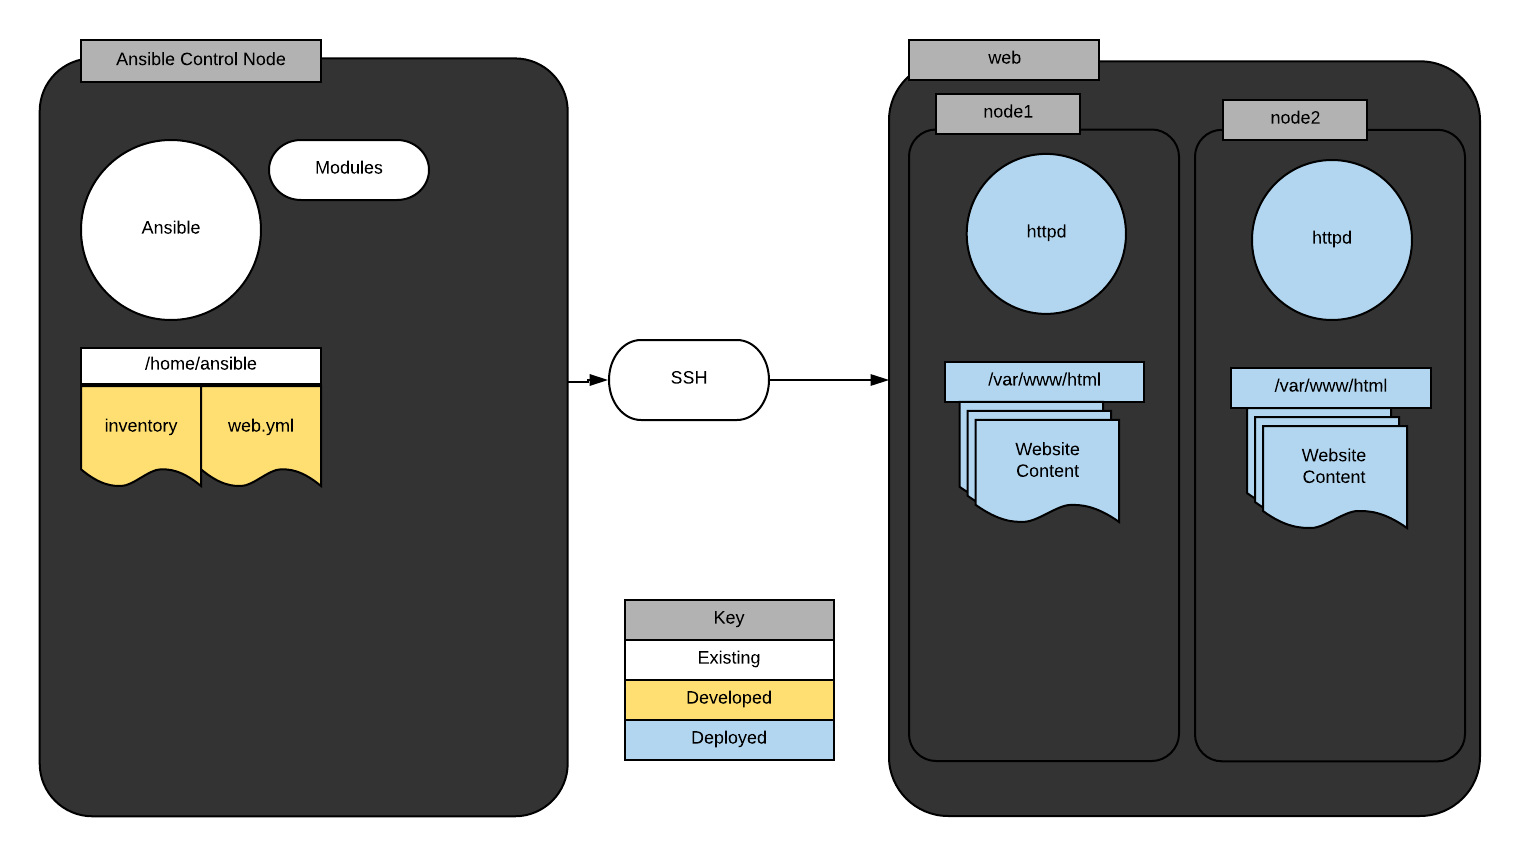 Ansible Control Node
Ansible
Modules
/home/ansible
inventory
web.yml
SSH
Key
Existing
Developed
Deployed
web
node1
httpd
/var/www/html
Website
Content
node2
httpd
/var/www/html
Website
Content